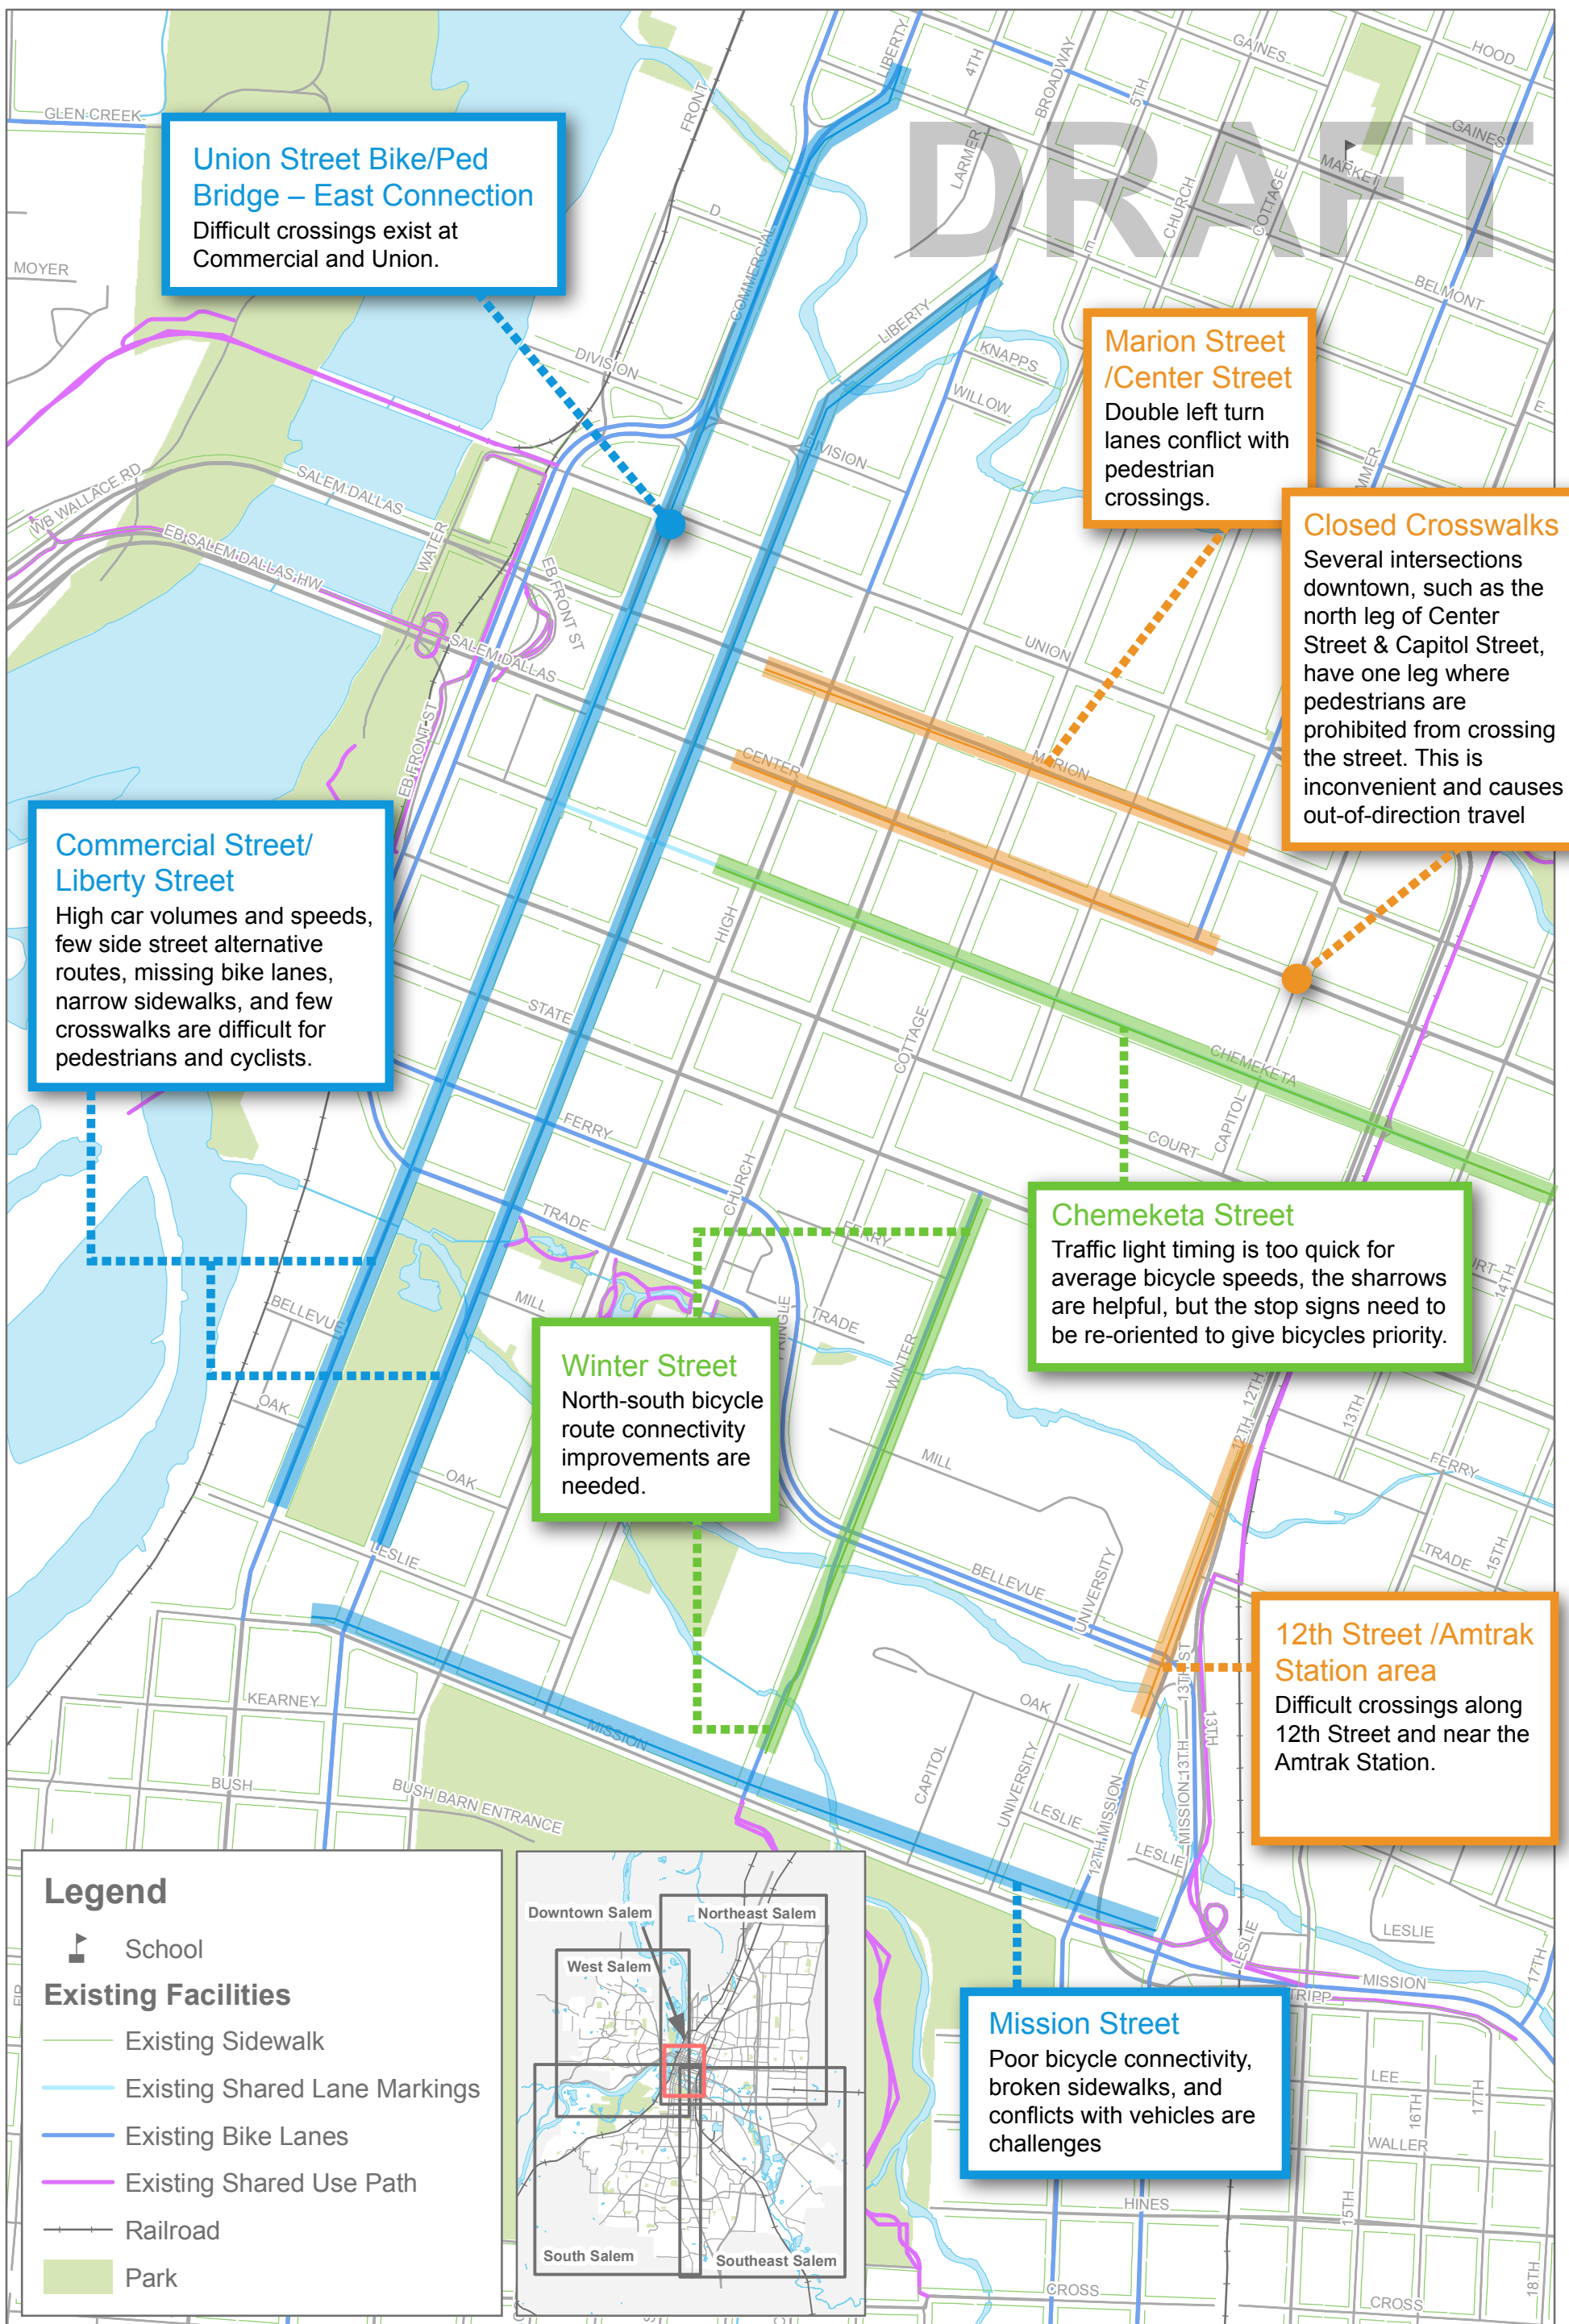 DRAFT
Union Street Bike/Ped
Bridge – East Connection
Difficult crossings exist at
Commercial and Union.
Marion Street
/Center Street
Double left turn
lanes conflict with
pedestrian
crossings.
Closed Crosswalks
Several intersections
downtown, such as the
north leg of Center
Street & Capitol Street,
have one leg where
pedestrians are
prohibited from crossing
the street. This is
inconvenient and causes
out-of-direction travel
Commercial Street/
Liberty Street
High car volumes and speeds,
few side street alternative
routes, missing bike lanes,
narrow sidewalks, and few
crosswalks are difficult for
pedestrians and cyclists.
Chemeketa Street
Traffic light timing is too quick for
average bicycle speeds, the sharrows
are helpful, but the stop signs need to
be re-oriented to give bicycles priority.
Winter Street
North-south bicycle
route connectivity
improvements are
needed.
12th Street /Amtrak
Station area
Difficult crossings along
12th Street and near the
Amtrak Station.
Mission Street
Poor bicycle connectivity,
broken sidewalks, and
conflicts with vehicles are
challenges
GLEN CREEK
MOYER
FRONT
LIBERTY
4TH
BROADWAY
5TH
GAINES
HOOD
GAINES
MARKET
LARMER
CHURCH
COTTAGE
E
D
COMMERCIAL
BELMONT
LIBERTY
KNAPPS
WILLOW
DIVISION
DIVISION
E
WB WALLACE RD
SALEM DALLAS
EB SALEM DALLAS HW
WATER
EB FRONT ST
SALEM DALLAS
EB FRONT ST
UNION
MARION
CENTER
HIGH
STATE
COTTAGE
CHEMEKETA
CAPITOL
COURT
FERRY
CHURCH
TRADE
MILL
TRADE
BELLEVUE
OAK
OAK
LESLIE
WINTER
MILL
14TH
12TH
12TH
13TH
FERRY
TRADE
15TH
BELLEVUE
UNIVERSITY
13TH ST
13TH
OAK
KEARNEY
MISSION
BUSH
BUSH BARN ENTRANCE
CAPITOL
UNIVERSITY
LESLIE
12TH
MISSION
MISSION
13TH
LESLIE
LESLIE
LESLIE
MISSION
TRIPP
17TH
LEE
16TH
17TH
WALLER
HINES
15TH
CROSS
CROSS
18TH
Legend
School
Existing Facilities
Existing Sidewalk
Existing Shared Lane Markings
Existing Bike Lanes
Existing Shared Use Path
Railroad
Park
Downtown Salem
Northeast Salem
West Salem
South Salem
Southeast Salem